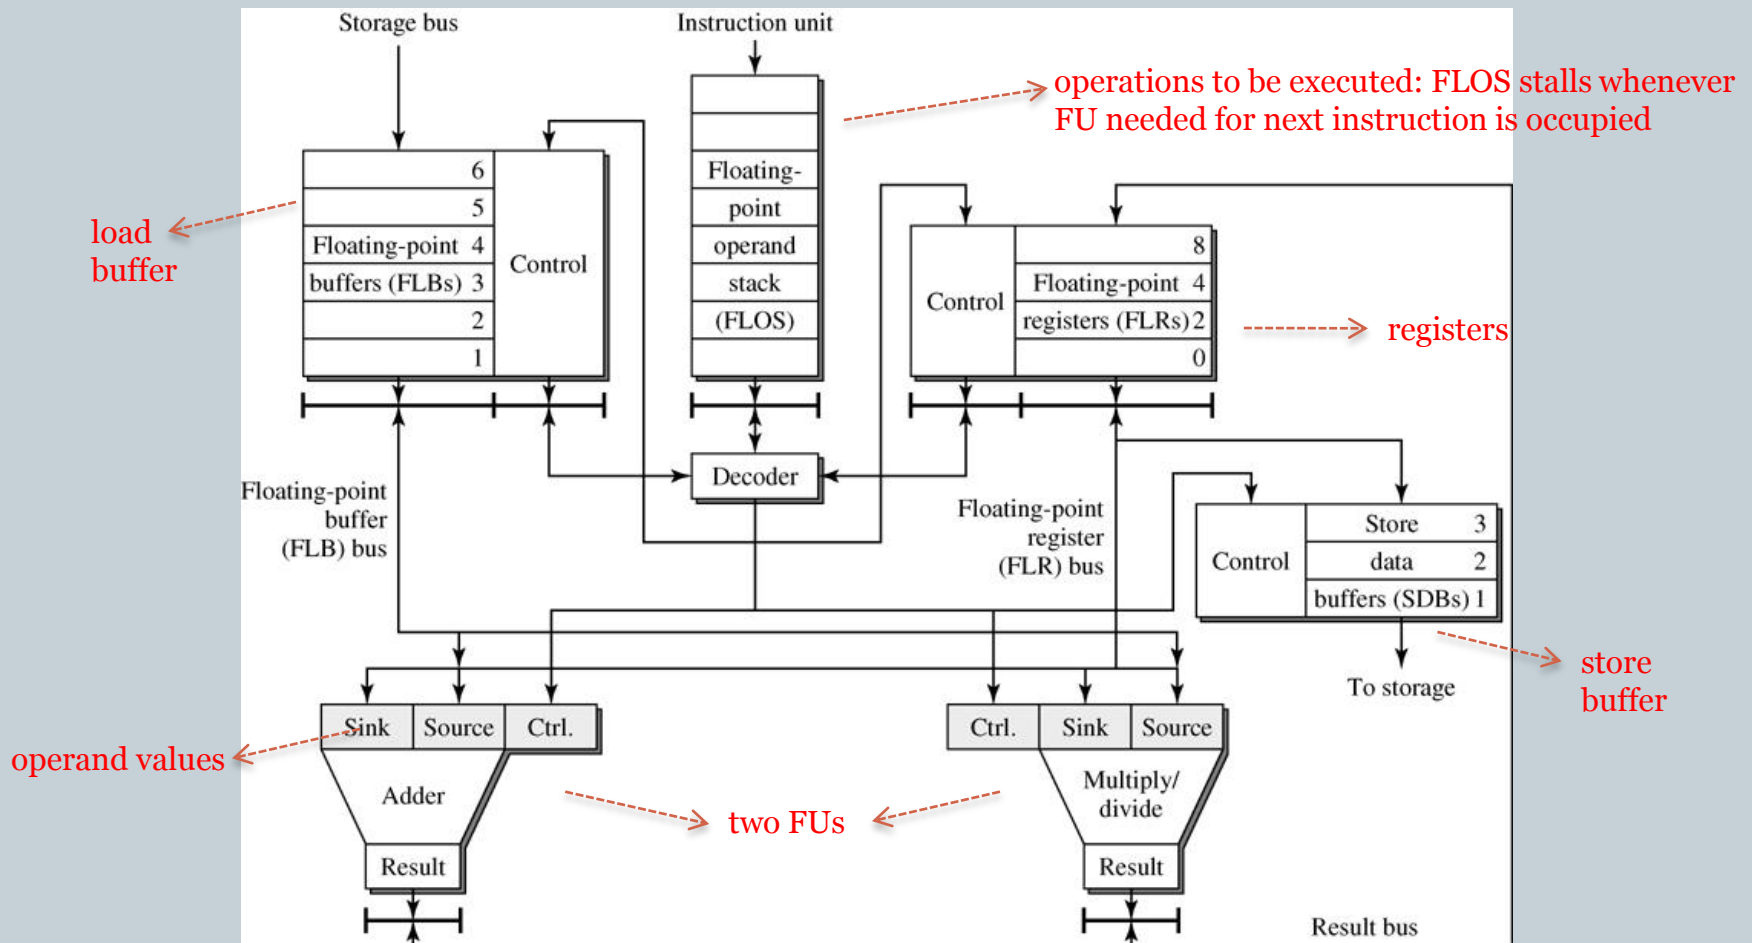 Storage bus
Instruction unit
operations to be executed: FLOS stalls whenever
FU needed for next instruction is occupied
6
5
Floating-point 4
buffers (FLBs) 3
2
1
Control
Floating-
point
operand
stack
(FLOS)
Control
8
Floating-point 4
registers (FLRs) 2
0
load
buffer
registers
Decoder
Floating-point
buffer
(FLB) bus
Floating-point
register
(FLR) bus
Control
Store 3
data 2
buffers (SDBs) 1
To storage
store
buffer
Sink Source Ctrl.
Adder
Result
Ctrl. Sink Source
Multiply/
divide
Result
operand values
two FUs
Result bus